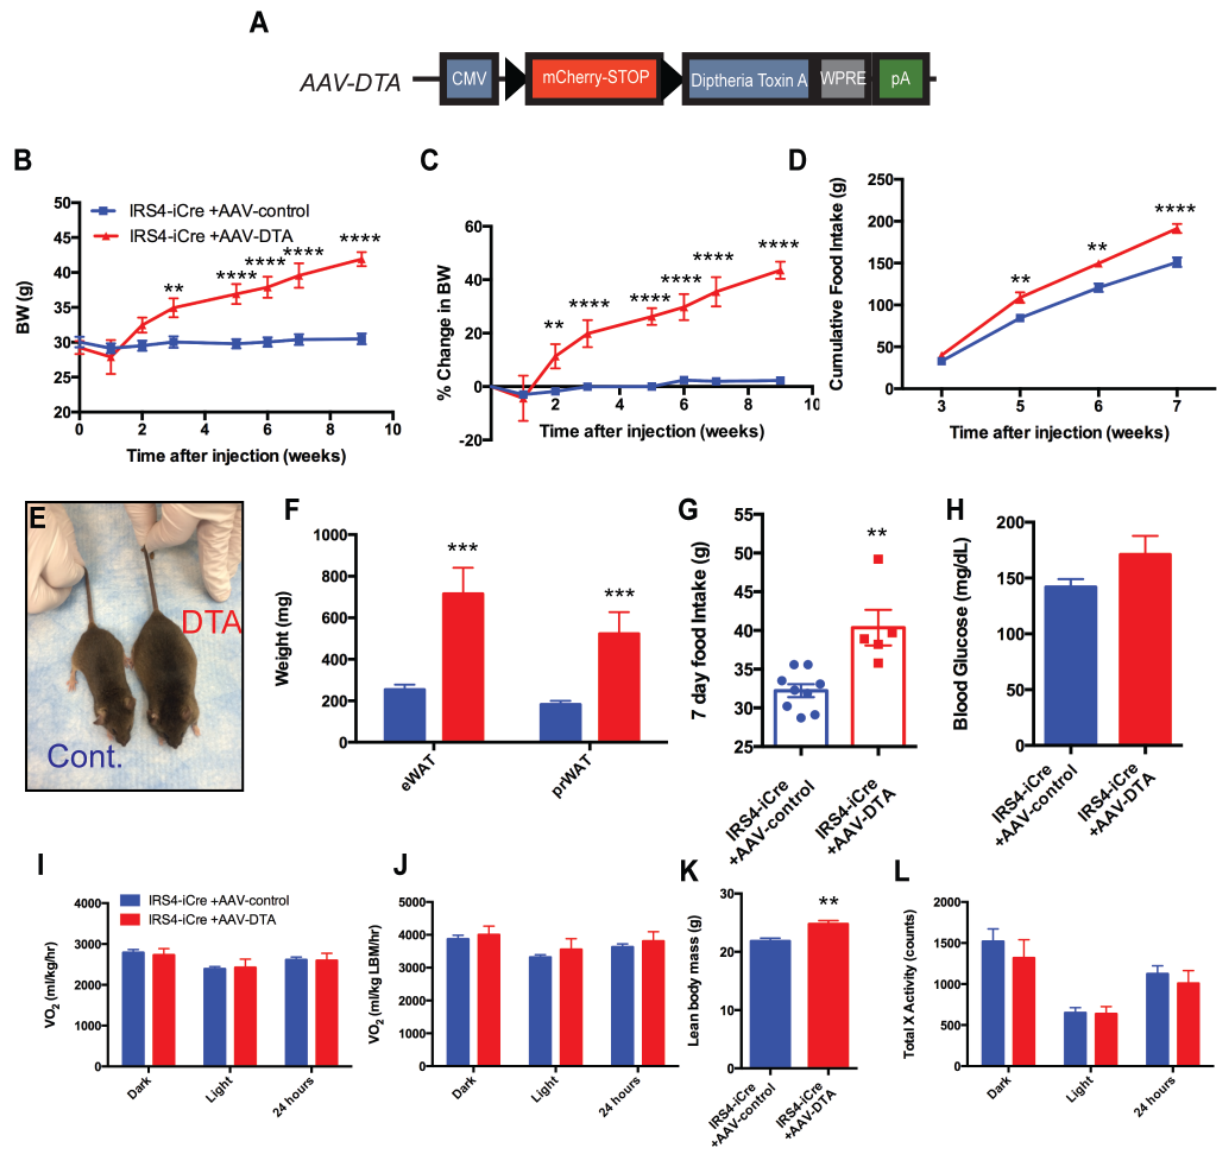 A
AAV-DTA
CMV
mCherry-STOP
Diptheria Toxin A
WPRE
pA
B
50
45
40
35
30
25
20
BW (g)
IRS4-iCre +AAV-control
IRS4-iCre +AAV-DTA
**
****
****
****
****
0
2
4
6
8
10
Time after injection (weeks)
C
60
40
20
0
-20
% Change in BW
**
****
****
****
****
****
2
4
6
8
10
Time after injection (weeks)
D
250
200
150
100
50
0
Cumulative Food Intake (g)
**
**
****
3
5
6
7
Time after injection (weeks)
E
DTA
Cont.
F
1000
800
600
400
200
0
Weight (mg)
***
***
eWAT
prWAT
G
55
50
45
40
35
30
25
7 day food Intake (g)
**
IRS4-iCre
+AAV-control
IRS4-iCre
+AAV-DTA
H
200
150
100
50
0
Blood Glucose (mg/dL)
IRS4-iCre
+AAV-control
IRS4-iCre
+AAV-DTA
I
IRS4-iCre +AAV-control
IRS4-iCre +AAV-DTA
4000
3000
2000
1000
0
VO2 (ml/kg/hr)
Dark
Light
24 hours
J
5000
4000
3000
2000
1000
0
VO2 (ml/kg LBM/hr)
Dark
Light
24 hours
K
30
20
10
0
Lean body mass (g)
**
IRS4-iCre
+AAV-control
IRS4-iCre
+AAV-DTA
L
2000
1500
1000
500
0
Total X Activity (counts)
Dark
Light
24 hours